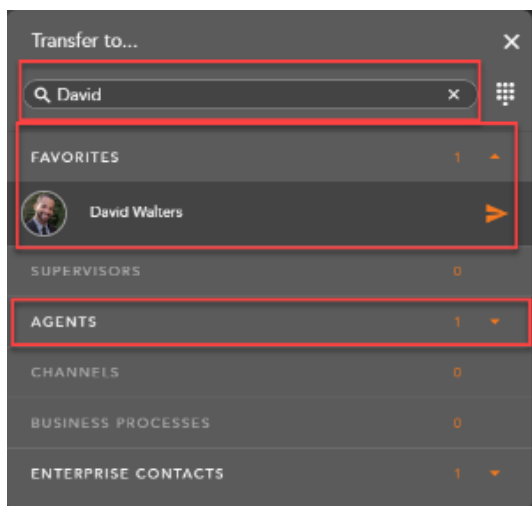 Transfer to...
David
FAVORITES 1
David Walters
SUPERVISORS 0
AGENTS 1
CHANNELS 0
BUSINESS PROCESSES 0
ENTERPRISE CONTACTS 1